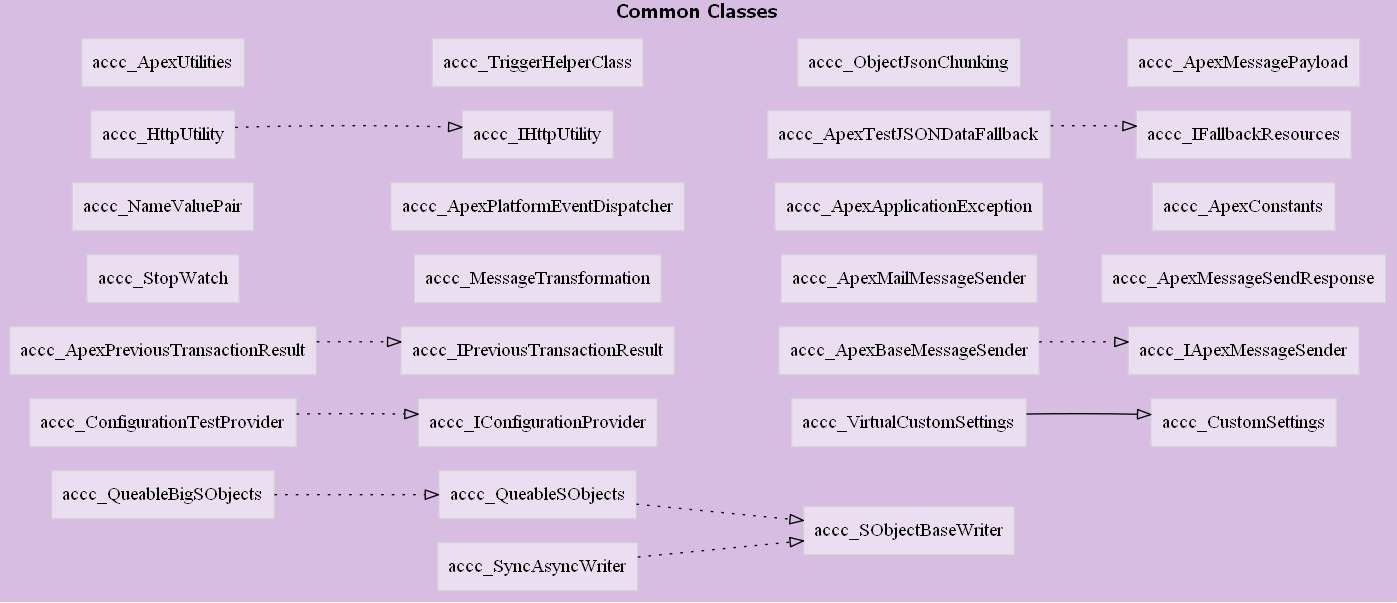 Common Classes
accc_ApexUtilities
accc_TriggerHelperClass
accc_ObjectJsonChunking
accc_ApexMessagePayload
accc_HttpUtility
accc_IHttpUtility
accc_ApexTestJSONDataFallback
accc_IFallbackResources
accc_NameValuePair
accc_ApexPlatformEventDispatcher
accc_ApexApplicationException
accc_ApexConstants
accc_StopWatch
accc_MessageTransformation
accc_ApexMailMessageSender
accc_ApexMessageSendResponse
accc_ApexPreviousTransactionResult
accc_IPreviousTransactionResult
accc_ApexBaseMessageSender
accc_IApexMessageSender
accc_ConfigurationTestProvider
accc_IConfigurationProvider
accc_VirtualCustomSettings
accc_CustomSettings
accc_QueableBigSObjects
accc_QueableSObjects
accc_SObjectBaseWriter
accc_SyncAsyncWriter